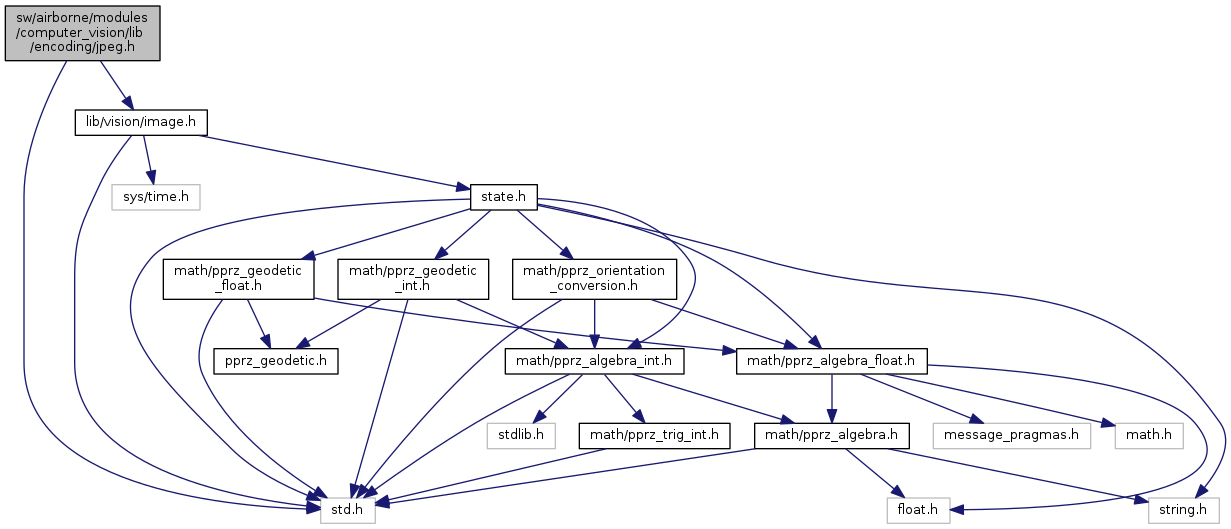 sw/airborne/modules
/computer_vision/lib
/encoding/jpeg.h
lib/vision/image.h
sys/time.h
state.h
math/pprz_geodetic
_float.h
math/pprz_geodetic
_int.h
math/pprz_orientation
_conversion.h
pprz_geodetic.h
math/pprz_algebra_int.h
math/pprz_algebra_float.h
stdlib.h
math/pprz_trig_int.h
math/pprz_algebra.h
message_pragmas.h
math.h
std.h
float.h
string.h